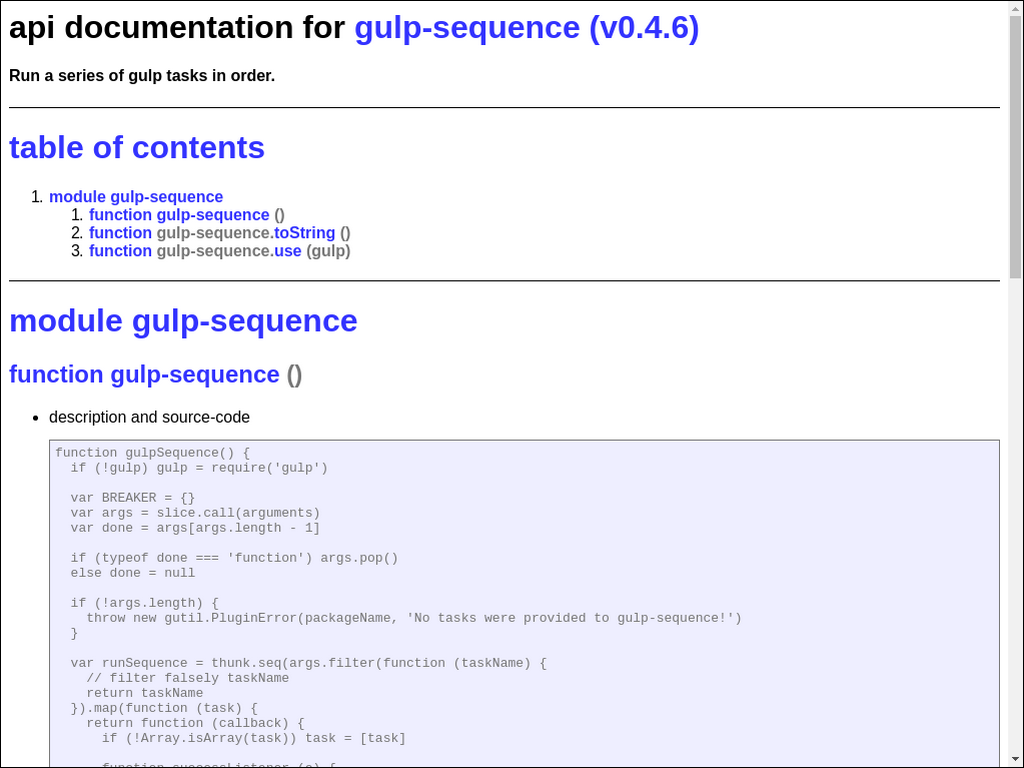 api documentation for gulp-sequence (v0.4.6)
Run a series of gulp tasks in order.
table of contents
1. module gulp-sequence
1. function gulp-sequence ()
2. function gulp-sequence.toString ()
3. function gulp-sequence.use (gulp)
module gulp-sequence
function gulp-sequence ()
• description and source-code
function gulpSequence() {
  if (!gulp) gulp = require('gulp')
  var BREAKER = {}
  var args = slice.call(arguments)
  var done = args[args.length - 1]
  if (typeof done === 'function') args.pop()
  else done = null
  if (!args.length) {
    throw new gutil.PluginError(packageName, 'No tasks were provided to gulp-sequence!')
  }
  var runSequence = thunk.seq(args.filter(function (taskName) {
    // filter falsely taskName
    return taskName
  }).map(function (task) {
    return function (callback) {
      if (!Array.isArray(task)) task = [task]
      function successListener (e) {